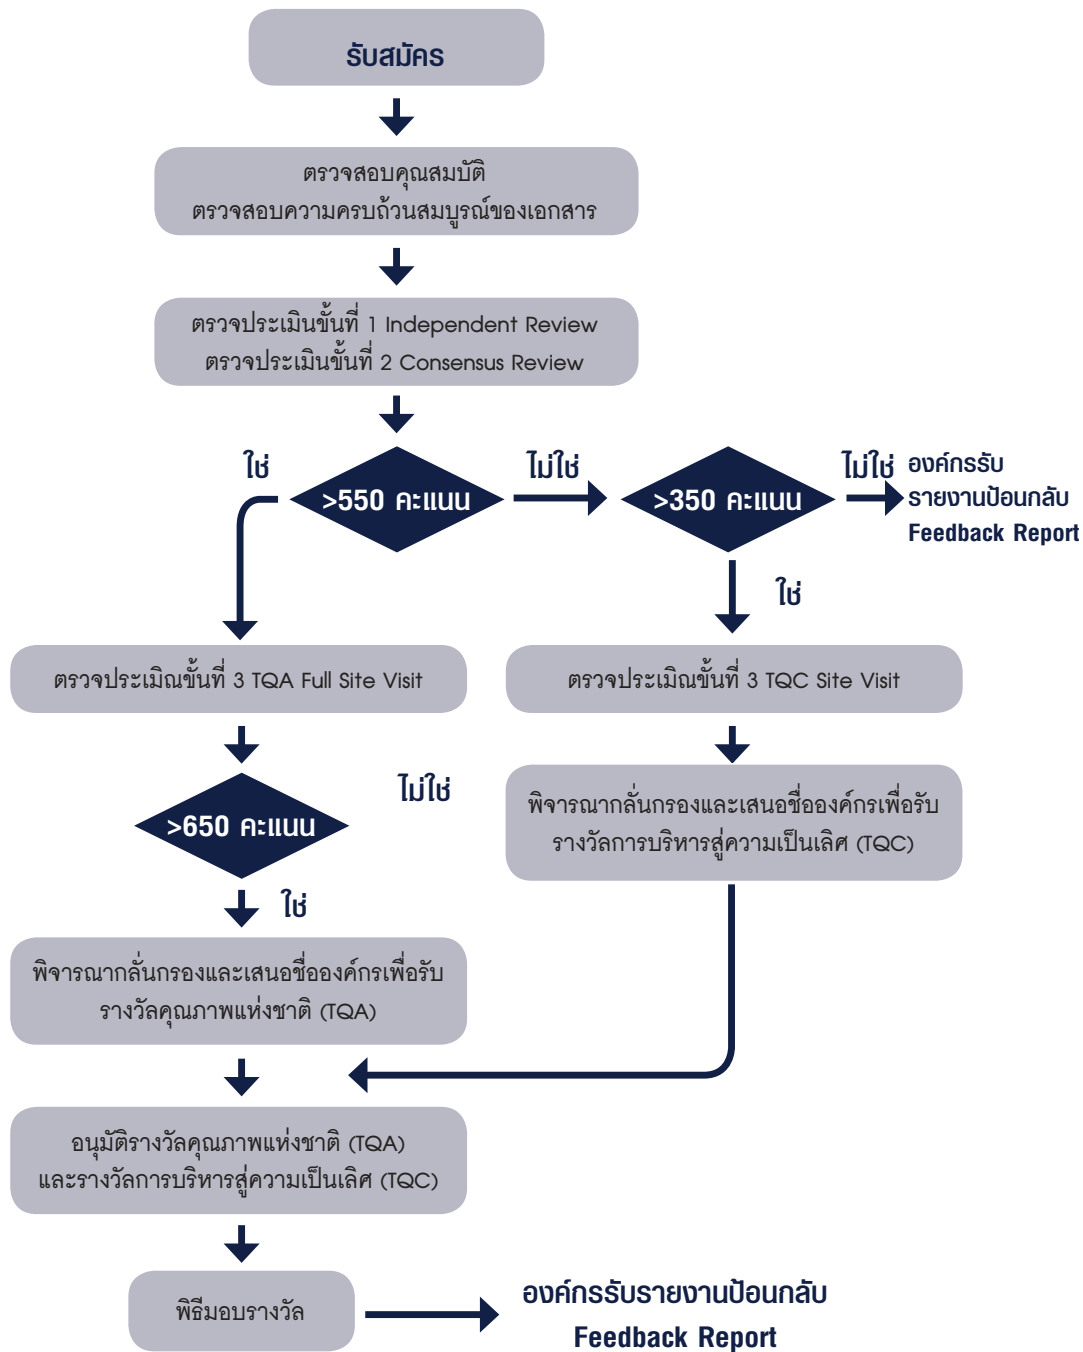 รับสมัคร
ตรวจสอบคุณสมบัติ
ตรวจสอบความครบถ้วนสมบูรณ์ของเอกสาร
ตรวจประเมินขั้นที่ 1 Independent Review
ตรวจประเมินขั้นที่ 2 Consensus Review
ใช่
>550 คะแนน
ไม่ใช่
>350 คะแนน
ไม่ใช่
องค์กรรับ
รายงานป้อนกลับ
Feedback Report
ใช่
ตรวจประเมิณขั้นที่ 3 TQA Full Site Visit
ตรวจประเมิณขั้นที่ 3 TQC Site Visit
>650 คะแนน
ไม่ใช่
พิจารณากลั่นกรองและเสนอชื่อองค์กรเพื่อรับ
รางวัลการบริหารสู่ความเป็นเลิศ (TQC)
ใช่
พิจารณากลั่นกรองและเสนอชื่อองค์กรเพื่อรับ
รางวัลคุณภาพแห่งชาติ (TQA)
อนุมัติรางวัลคุณภาพแห่งชาติ (TQA)
และรางวัลการบริหารสู่ความเป็นเลิศ (TQC)
พิธีมอบรางวัล
องค์กรรับรายงานป้อนกลับ
Feedback Report